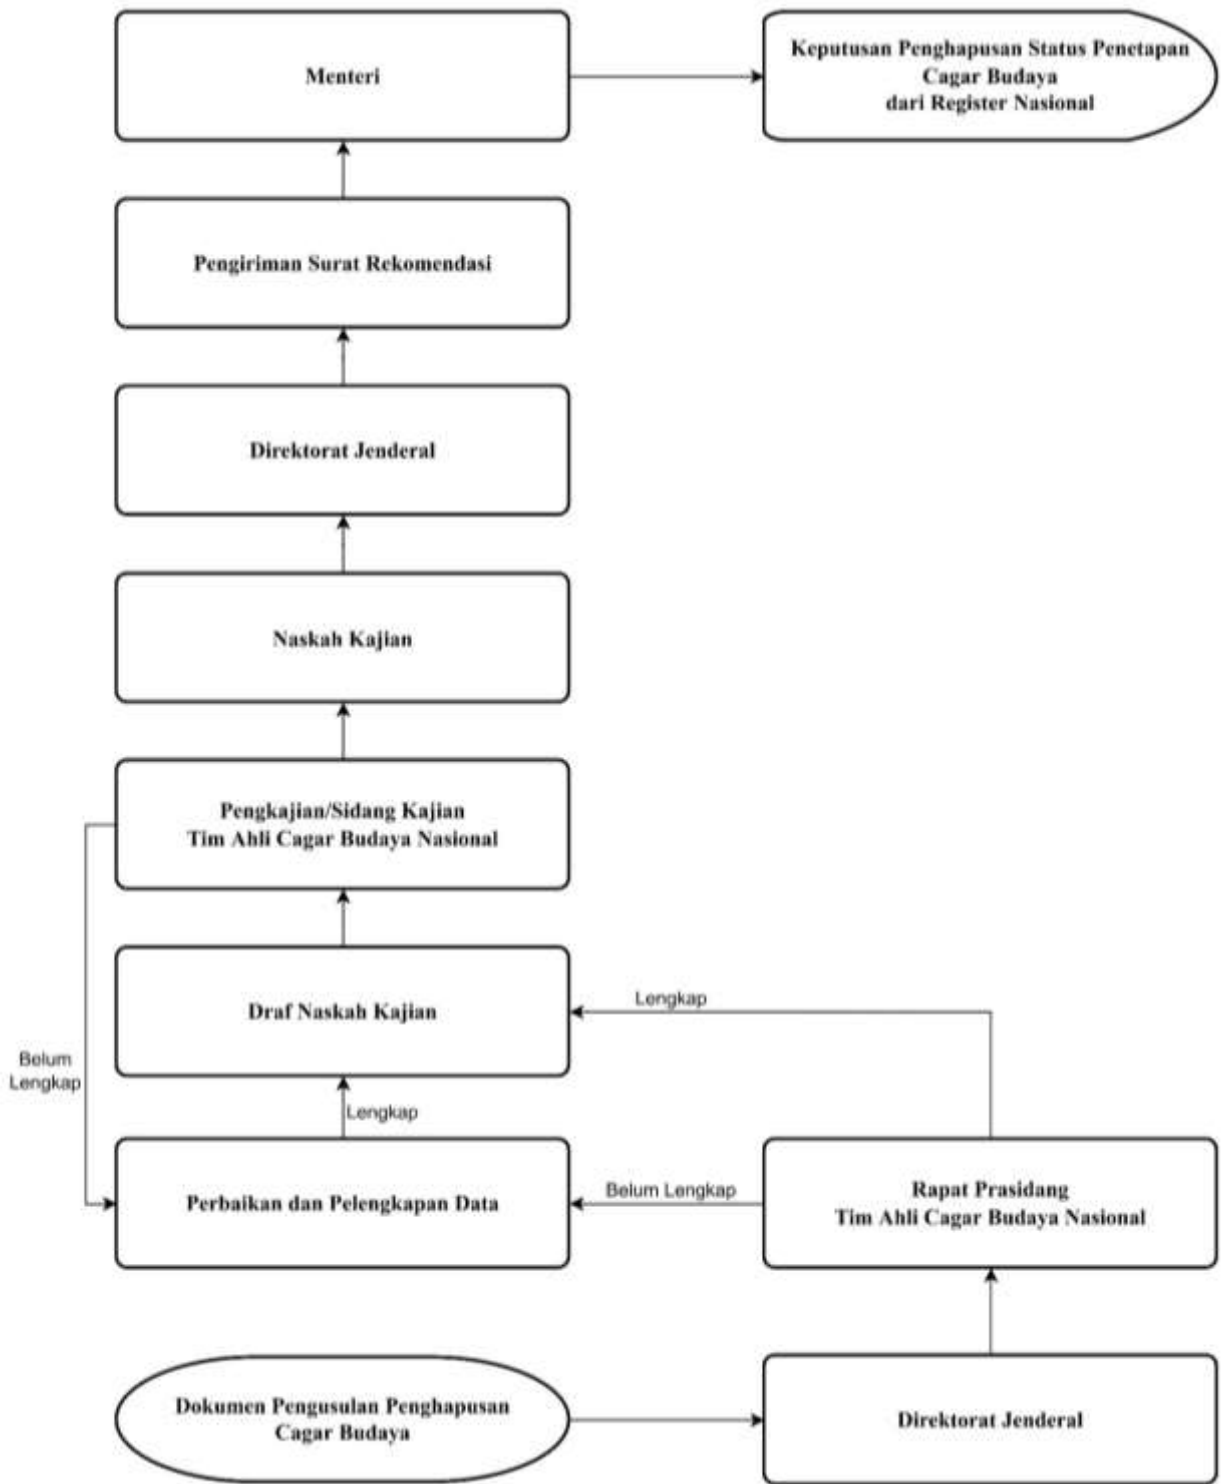 Menteri
Keputusan Penghapusan Status Penetapan
Cagar Budaya
dari Register Nasional
Pengiriman Surat Rekomendasi
Direktorat Jenderal
Naskah Kajian
Pengkajian/Sidang Kajian
Tim Ahli Cagar Budaya Nasional
Draf Naskah Kajian
Lengkap
Belum
Lengkap
Lengkap
Perbaikan dan Pelengkapan Data
Belum Lengkap
Rapat Prasidang
Tim Ahli Cagar Budaya Nasional
Dokumen Pengusulan Penghapusan
Cagar Budaya
Direktorat Jenderal